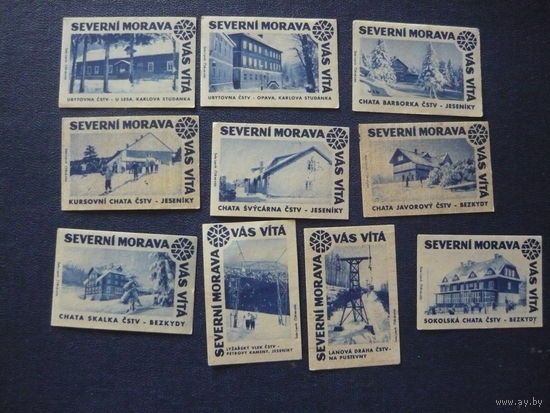 SEVERNÍ MORAVA
VÁS VÍTÁ
UBYTOVNA ČSTV - U LESA, KARLOVA STUDÁNKA
SEVERNÍ MORAVA
VÁS VÍTÁ
UBYTOVNA ČSTV - OPAVA, KARLOVA STUDÁNKA
SEVERNÍ MORAVA
VÁS VÍTÁ
CHATA BARBORKA ČSTV - JESENÍKY
SEVERNÍ MORAVA
VÁS VÍTÁ
KURSOVNÍ CHATA ČSTV - JESENÍKY
SEVERNÍ MORAVA
VÁS VÍTÁ
CHATA ŠVÝCÁRNA ČSTV - JESENÍKY
SEVERNÍ MORAVA
VÁS VÍTÁ
CHATA JAVOROVÝ ČSTV - BEZKYDY
SEVERNÍ MORAVA
VÁS VÍTÁ
CHATA SKALKA ČSTV - BEZKYDY
SEVERNÍ MORAVA
VÁS VÍTÁ
LYŽAŘSKÝ VLEK ČSTV -
PETROVY KAMENY, JESENÍKY
SEVERNÍ MORAVA
VÁS VÍTÁ
LANOVÁ DRÁHA ČSTV -
NA PUSTEVNY
SEVERNÍ MORAVA
VÁS VÍTÁ
SOKOLSKÁ CHATA ČSTV - BEZKYDY
www.ay.by